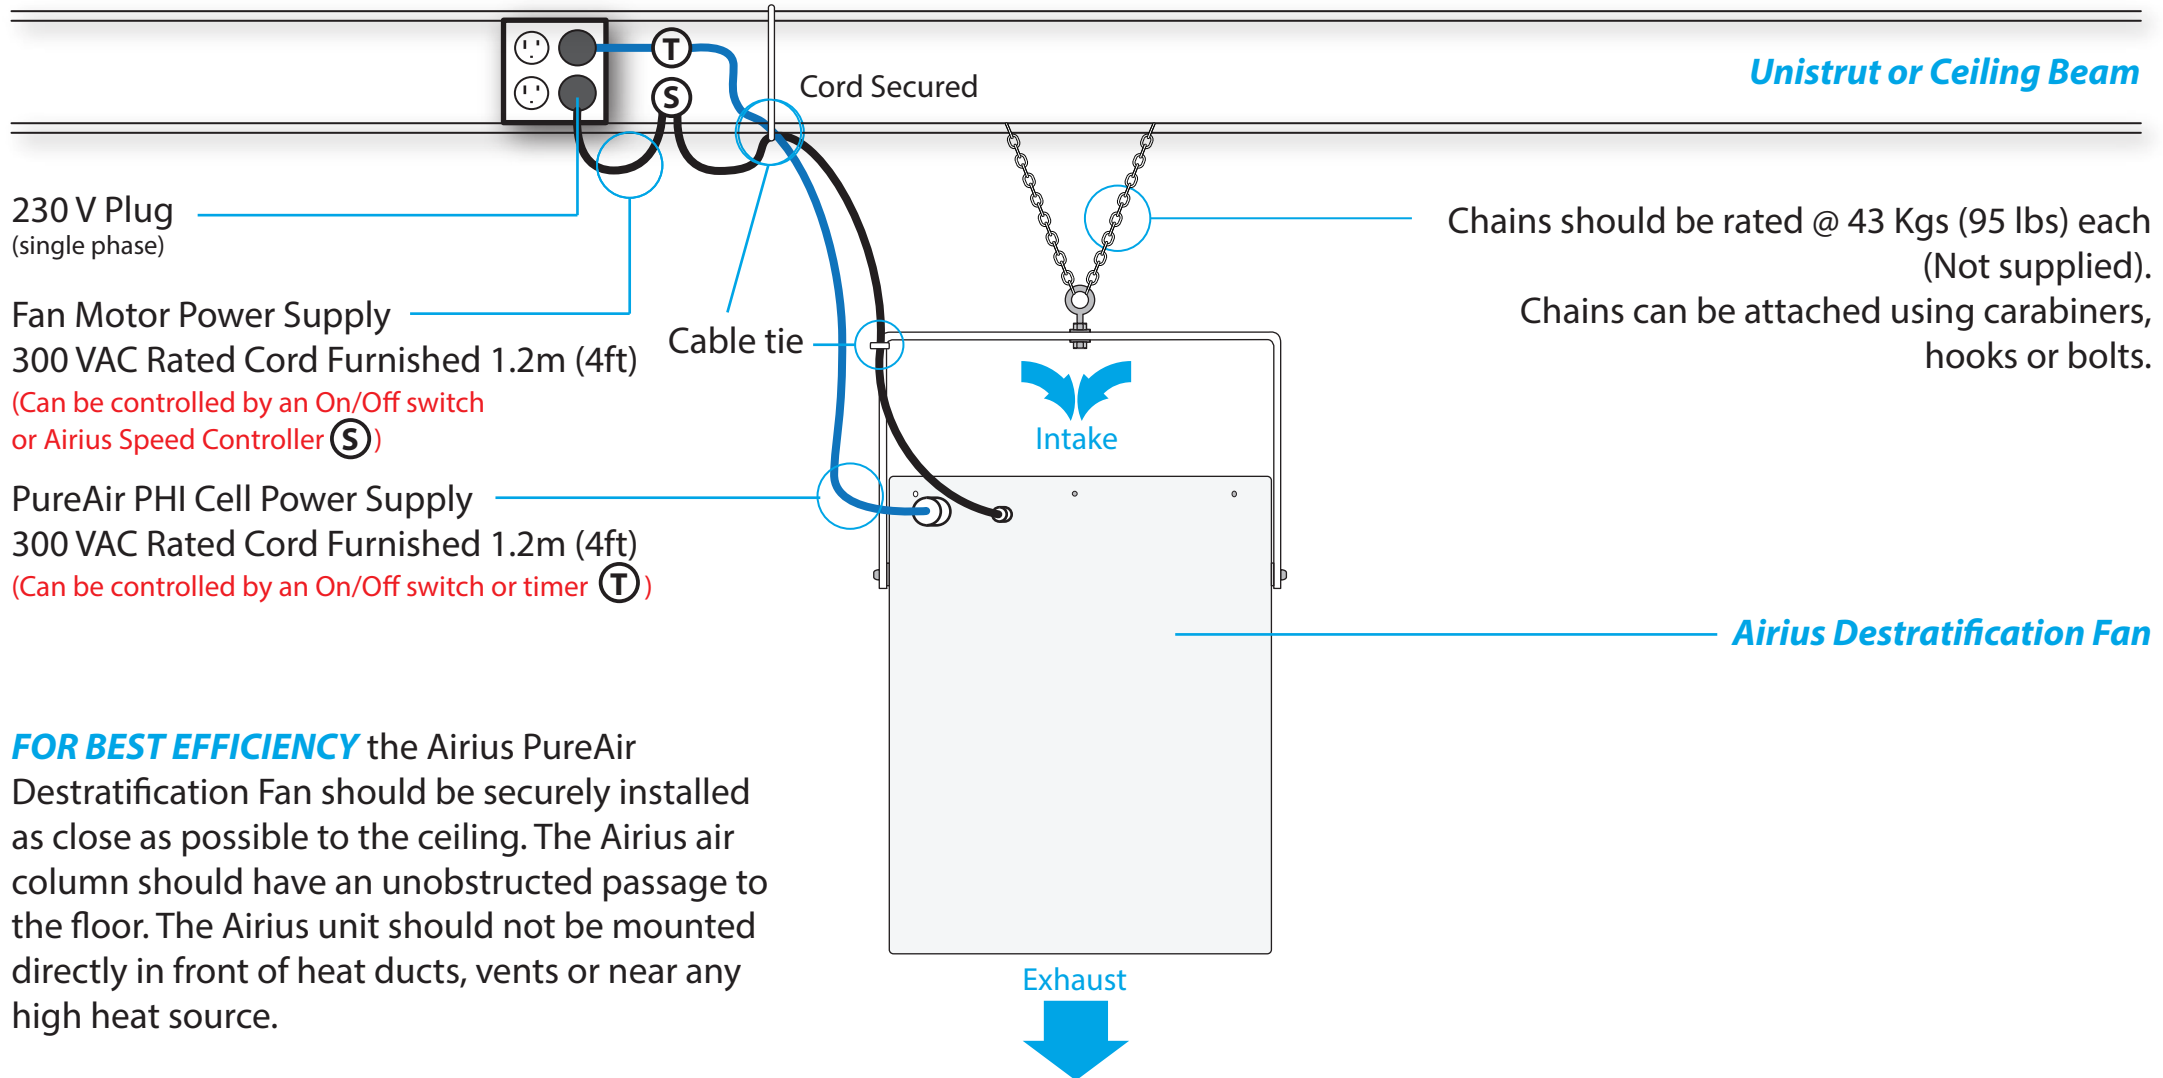 T
S
Cord Secured
Unistrut or Ceiling Beam
230 V Plug
(single phase)
Fan Motor Power Supply
300 VAC Rated Cord Furnished 1.2m (4ft)
(Can be controlled by an On/Off switch
or Airius Speed Controller S)
PureAir PHI Cell Power Supply
300 VAC Rated Cord Furnished 1.2m (4ft)
(Can be controlled by an On/Off switch or timer T)
Cable tie
Chains should be rated @ 43 Kgs (95 lbs) each
(Not supplied).
Chains can be attached using carabiners,
hooks or bolts.
Intake
Airius Destratification Fan
FOR BEST EFFICIENCY the Airius PureAir
Destratification Fan should be securely installed
as close as possible to the ceiling. The Airius air
column should have an unobstructed passage to
the floor. The Airius unit should not be mounted
directly in front of heat ducts, vents or near any
high heat source.
Exhaust